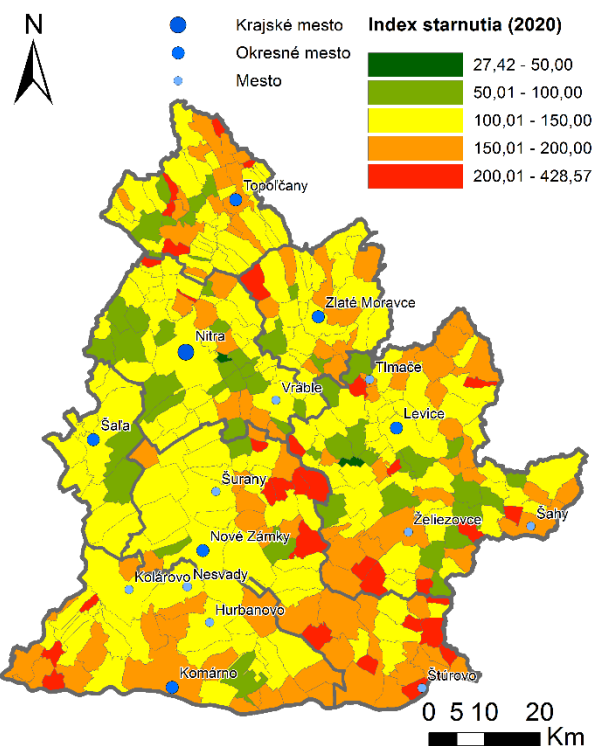 N
Krajské mesto
Okresné mesto
Mesto
Index starnutia (2020)
27,42 - 50,00
50,01 - 100,00
100,01 - 150,00
150,01 - 200,00
200,01 - 428,57
Topoľčany
Zlaté Moravce
Nitra
Tlmače
Vráble
Levice
Šaľa
Šurany
Želiezovce
Šahy
Nové Zámky
Kolárovo
Nesvady
Hurbanovo
Komárno
Štúrovo
0 5 10 20
Km